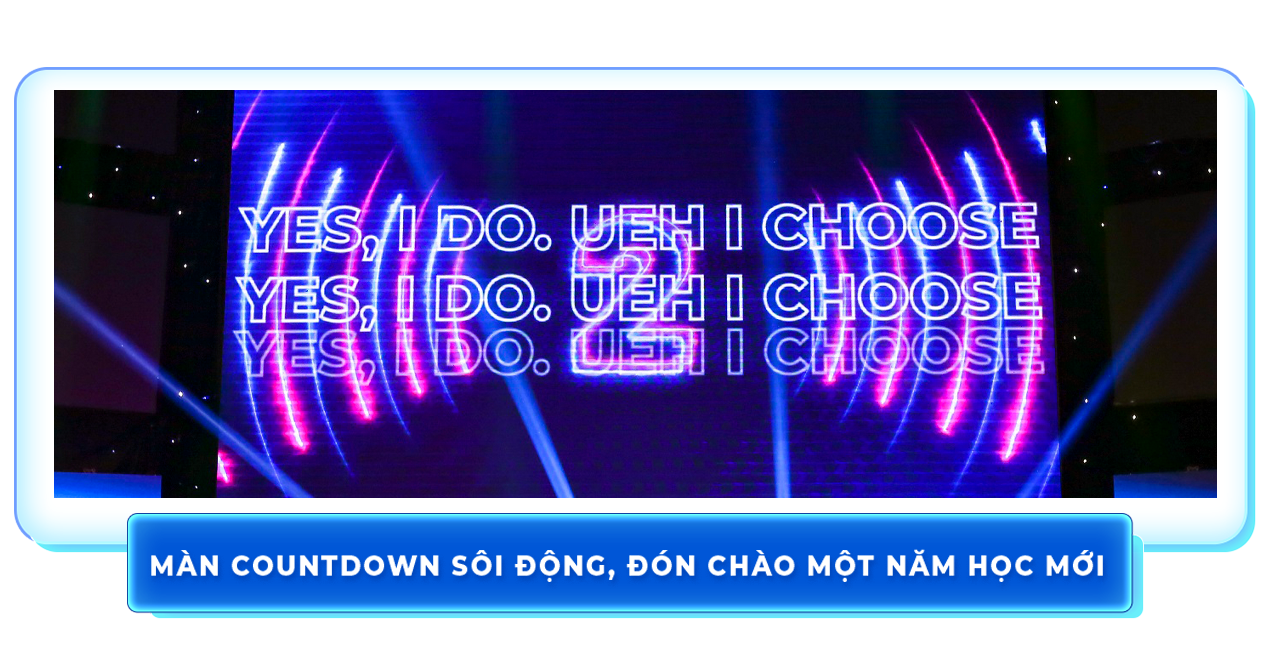 YES, I DO. UEH I CHOOSE
YES, I DO. UEH I CHOOSE
YES, I DO. UEH I CHOOSE
2
MÀN COUNTDOWN SÔI ĐỘNG, ĐÓN CHÀO MỘT NĂM HỌC MỚI